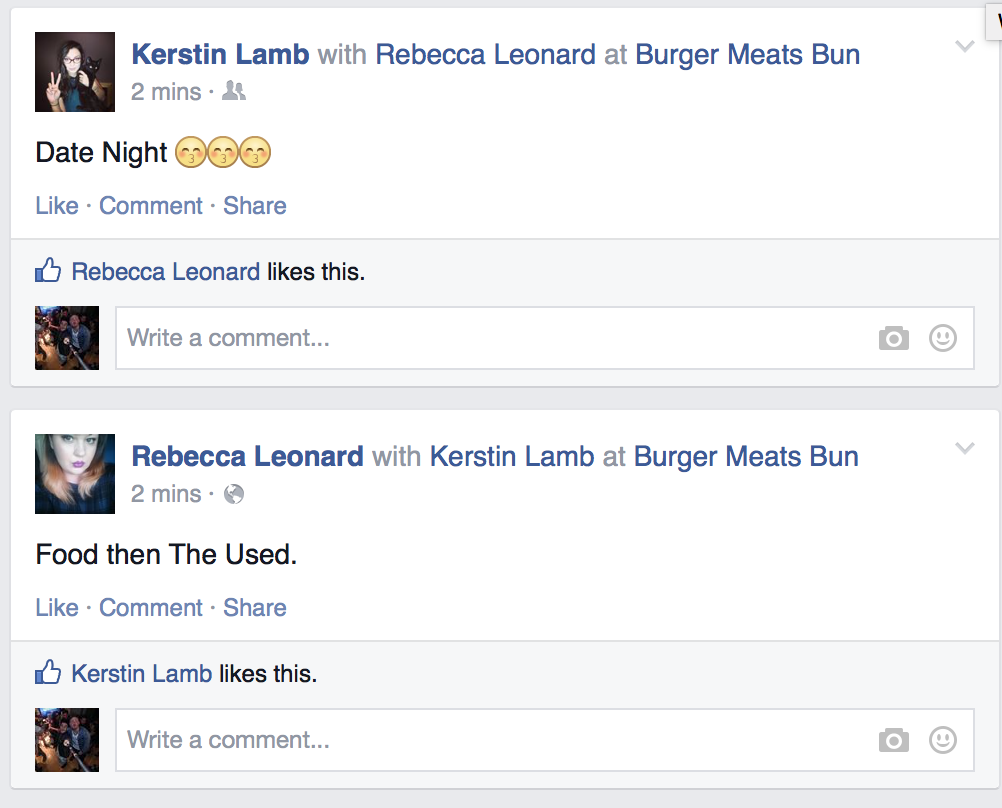 Kerstin Lamb with Rebecca Leonard at Burger Meats Bun
2 mins ·
Date Night 😙😙😙
Like · Comment · Share
Rebecca Leonard likes this.
Write a comment...
Rebecca Leonard with Kerstin Lamb at Burger Meats Bun
2 mins ·
Food then The Used.
Like · Comment · Share
Kerstin Lamb likes this.
Write a comment...